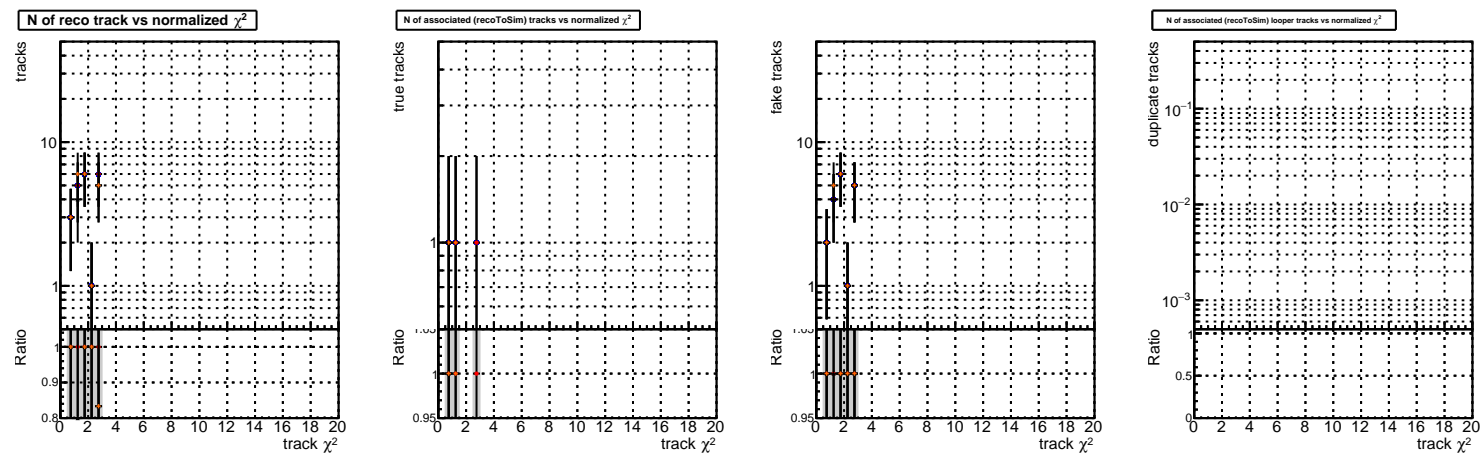 N of reco track vs normalized χ²
N of associated (recoToSim) tracks vs normalized χ²
N of associated (recoToSim) looper tracks vs normalized χ²
tracks
10
1
Ratio
1
0.9
0.8
0 2 4 6 8 10 12 14 16 18 20
track χ²
true tracks
1
Ratio
1.05
1
0.95
0 2 4 6 8 10 12 14 16 18 20
track χ²
fake tracks
10
1
Ratio
1.05
1
0.95
0 2 4 6 8 10 12 14 16 18 20
track χ²
duplicate tracks
10⁻¹
10⁻²
10⁻³
Ratio
1
0.5
0
0 2 4 6 8 10 12 14 16 18 20
track χ²